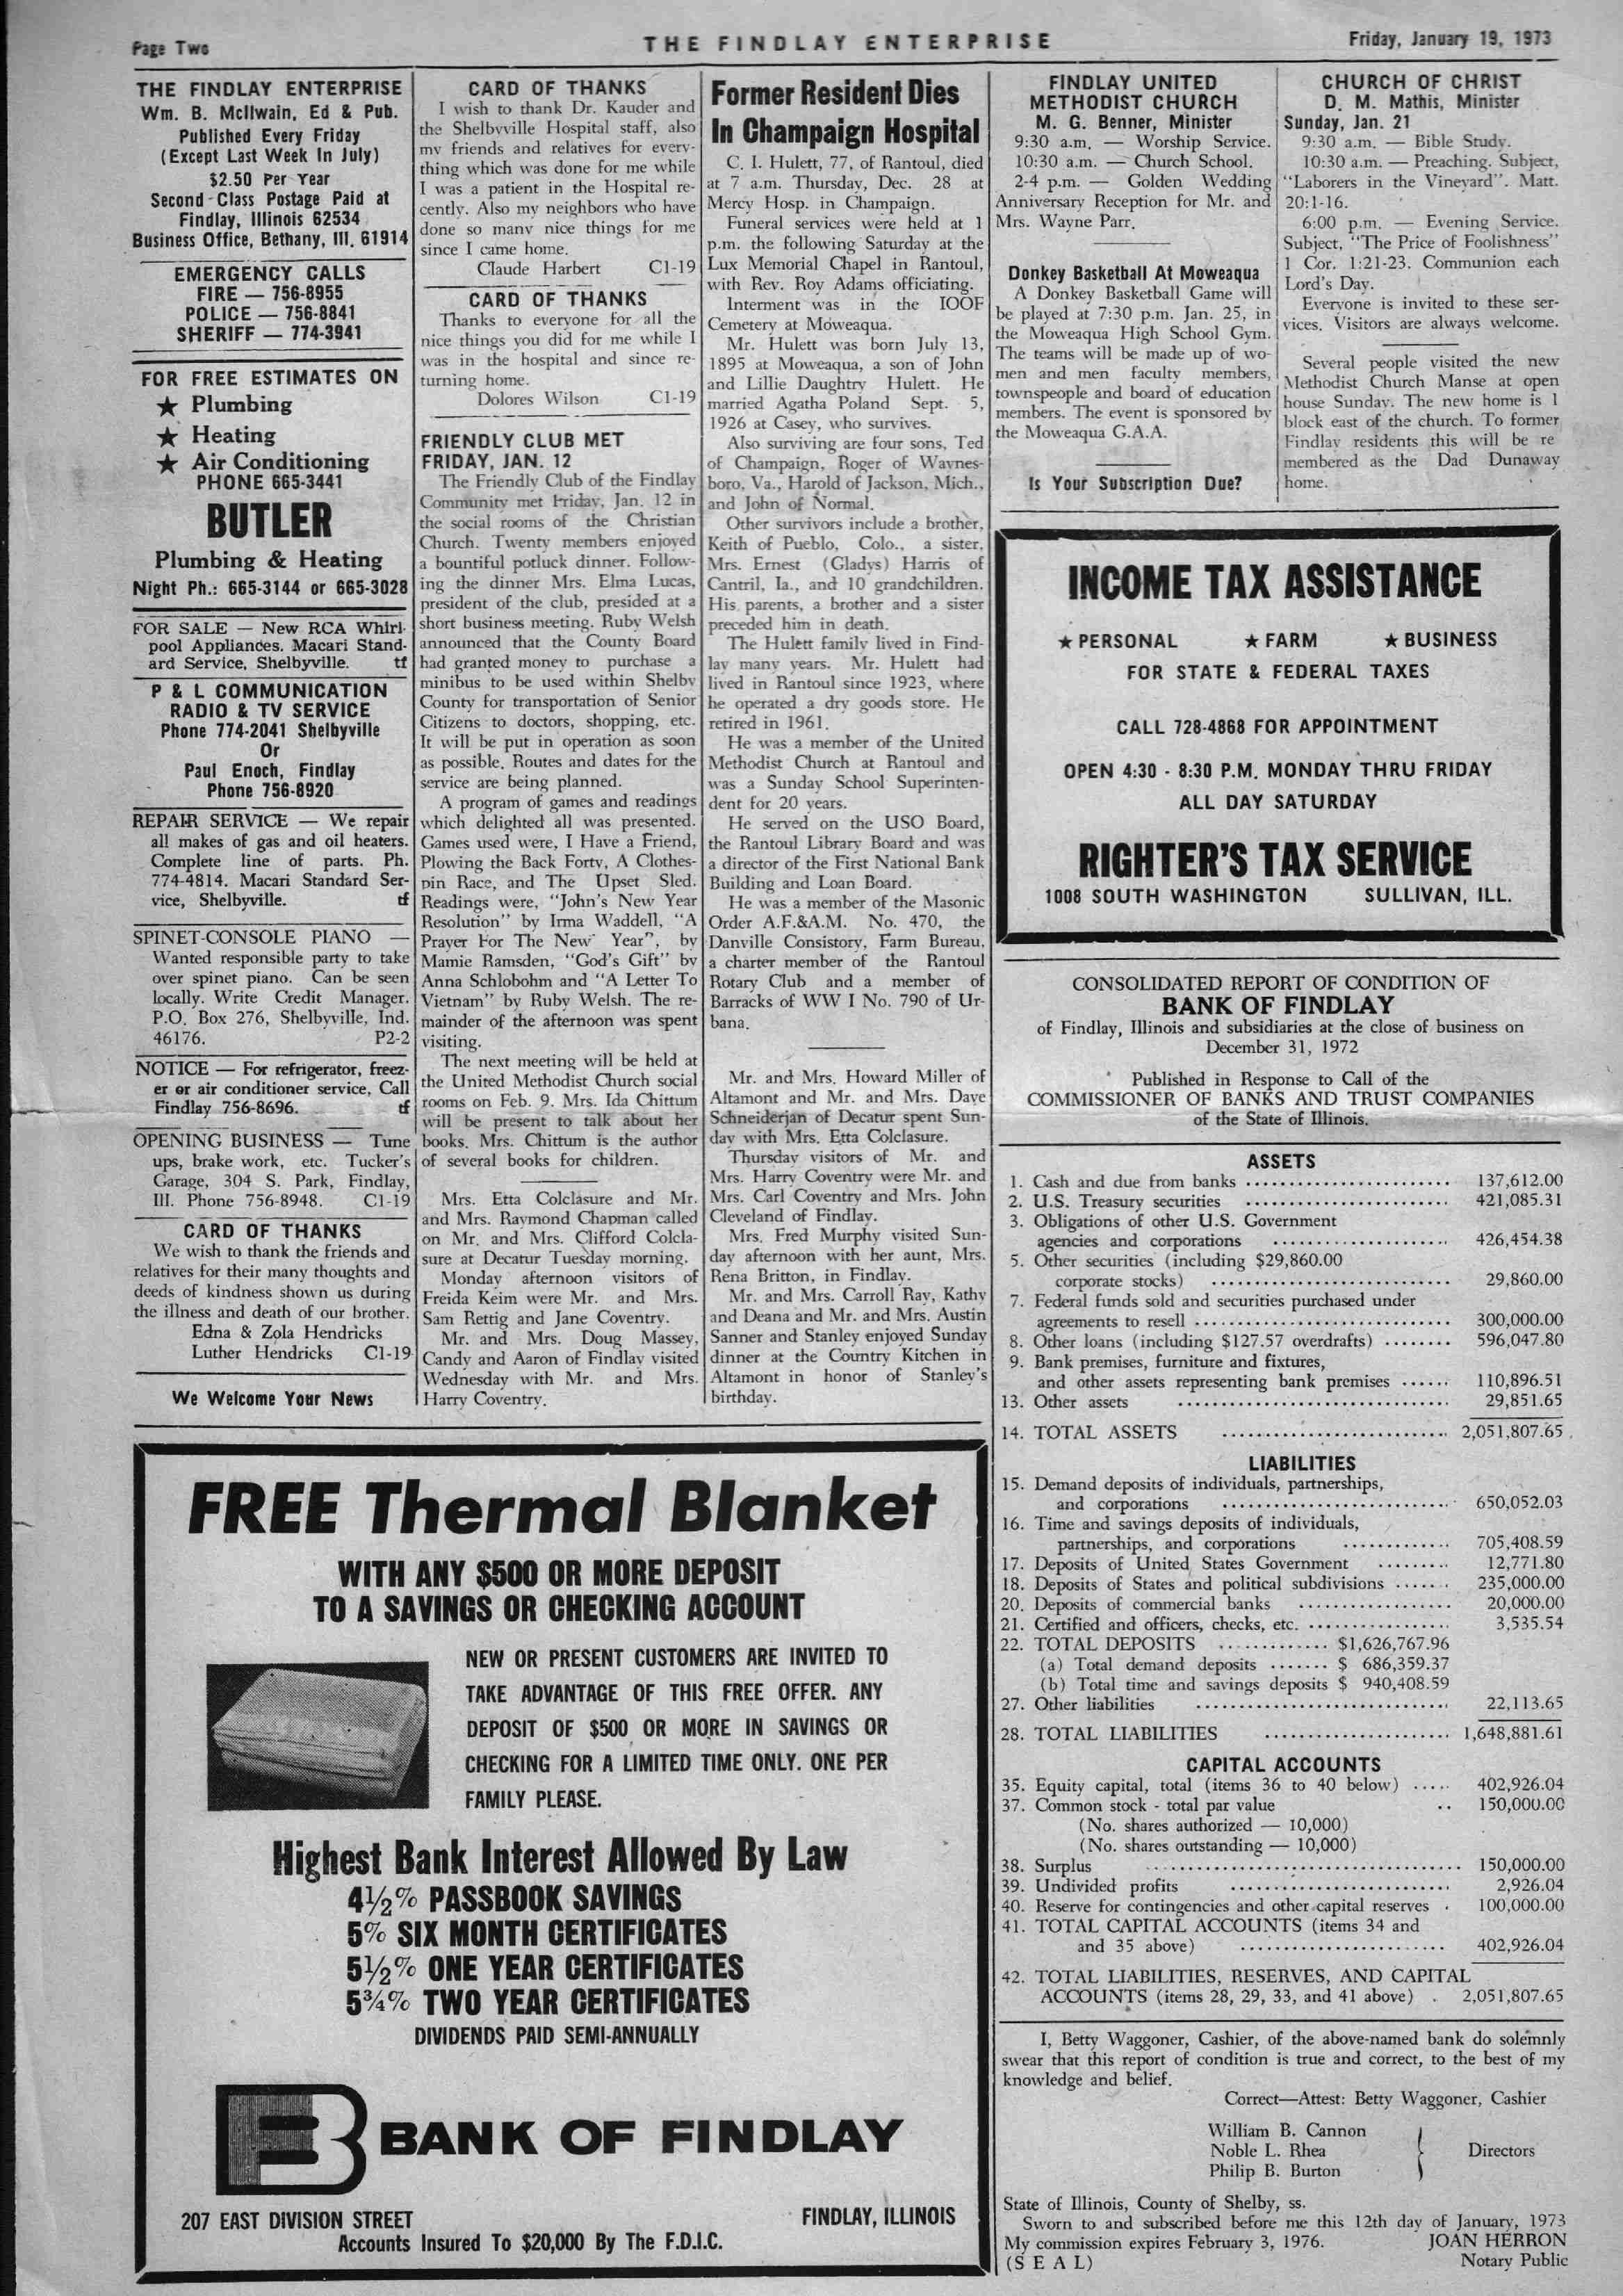 Page Two
THE FINDLAY ENTERPRISE
Friday, January 19, 1973
THE FINDLAY ENTERPRISE
Wm. B. McIlwain, Ed & Pub.
Published Every Friday
(Except Last Week In July)
$2.50 Per Year
Second-Class Postage Paid at
Findlay, Illinois 62534
Business Office, Bethany, Ill. 61914
EMERGENCY CALLS
FIRE — 756-8955
POLICE — 756-8841
SHERIFF — 774-3941
FOR FREE ESTIMATES ON
★ Plumbing
★ Heating
★ Air Conditioning
PHONE 665-3441
BUTLER
Plumbing & Heating
Night Ph.: 665-3144 or 665-3028
FOR SALE — New RCA Whirl-
pool Appliances. Macari Stand-
ard Service, Shelbyville. tf
P & L COMMUNICATION
RADIO & TV SERVICE
Phone 774-2041 Shelbyville
Or
Paul Enoch, Findlay
Phone 756-8920
REPAIR SERVICE — We repair
all makes of gas and oil heaters.
Complete line of parts. Ph.
774-4814. Macari Standard Ser-
vice, Shelbyville. tf
SPINET-CONSOLE PIANO —
Wanted responsible party to take
over spinet piano. Can be seen
locally. Write Credit Manager.
P.O. Box 276, Shelbyville, Ind.
46176. P2-2
NOTICE — For refrigerator, freez-
er or air conditioner service, Call
Findlay 756-8696. tf
OPENING BUSINESS — Tune
ups, brake work, etc. Tucker's
Garage, 304 S. Park, Findlay,
Ill. Phone 756-8948. C1-19
CARD OF THANKS
We wish to thank the friends and
relatives for their many thoughts and
deeds of kindness shown us during
the illness and death of our brother.
Edna & Zola Hendricks
Luther Hendricks C1-19
We Welcome Your News
CARD OF THANKS
I wish to thank Dr. Kauder and
the Shelbyville Hospital staff, also
my friends and relatives for every-
thing which was done for me while
I was a patient in the Hospital re-
cently. Also my neighbors who have
done so many nice things for me
since I came home.
Claude Harbert C1-19
CARD OF THANKS
Thanks to everyone for all the
nice things you did for me while I
was in the hospital and since re-
turning home.
Dolores Wilson C1-19
FRIENDLY CLUB MET
FRIDAY, JAN. 12
The Friendly Club of the Findlay
Community met Friday, Jan. 12 in
the social rooms of the Christian
Church. Twenty members enjoyed
a bountiful potluck dinner. Follow-
ing the dinner Mrs. Elma Lucas,
president of the club, presided at a
short business meeting. Ruby Welsh
announced that the County Board
had granted money to purchase a
minibus to be used within Shelby
County for transportation of Senior
Citizens to doctors, shopping, etc.
It will be put in operation as soon
as possible. Routes and dates for the
service are being planned.
A program of games and readings
which delighted all was presented.
Games used were, I Have a Friend,
Plowing the Back Forty, A Clothes-
pin Race, and The Upset Sled.
Readings were, "John's New Year
Resolution" by Irma Waddell, "A
Prayer For The New Year", by
Mamie Ramsden, "God's Gift" by
Anna Schlobohm and "A Letter To
Vietnam" by Ruby Welsh. The re-
mainder of the afternoon was spent
visiting.
The next meeting will be held at
the United Methodist Church social
rooms on Feb. 9. Mrs. Ida Chittum
will be present to talk about her
books. Mrs. Chittum is the author
of several books for children.
Mrs. Etta Colclasure and Mr.
and Mrs. Raymond Chapman called
on Mr. and Mrs. Clifford Colcla-
sure at Decatur Tuesday morning.
Monday afternoon visitors of
Freida Keim were Mr. and Mrs.
Sam Rettig and Jane Coventry.
Mr. and Mrs. Doug Massey,
Candy and Aaron of Findlay visited
Wednesday with Mr. and Mrs.
Harry Coventry.
Former Resident Dies
In Champaign Hospital
C. I. Hulett, 77, of Rantoul, died
at 7 a.m. Thursday, Dec. 28 at
Mercy Hosp. in Champaign.
Funeral services were held at 1
p.m. the following Saturday at the
Lux Memorial Chapel in Rantoul,
with Rev. Roy Adams officiating.
Interment was in the IOOF
Cemetery at Moweaqua.
Mr. Hulett was born July 13,
1895 at Moweaqua, a son of John
and Lillie Daughtry Hulett. He
married Agatha Poland Sept. 5,
1926 at Casey, who survives.
Also surviving are four sons, Ted
of Champaign, Roger of Waynes-
boro, Va., Harold of Jackson, Mich.,
and John of Normal.
Other survivors include a brother,
Keith of Pueblo, Colo., a sister,
Mrs. Ernest (Gladys) Harris of
Cantril, Ia., and 10 grandchildren.
His parents, a brother and a sister
preceded him in death.
The Hulett family lived in Find-
lay many years. Mr. Hulett had
lived in Rantoul since 1923, where
he operated a dry goods store. He
retired in 1961.
He was a member of the United
Methodist Church at Rantoul and
was a Sunday School Superinten-
dent for 20 years.
He served on the USO Board,
the Rantoul Library Board and was
a director of the First National Bank
Building and Loan Board.
He was a member of the Masonic
Order A.F.&A.M. No. 470, the
Danville Consistory, Farm Bureau,
a charter member of the Rantoul
Rotary Club and a member of
Barracks of WW I No. 790 of Ur-
bana.
Mr. and Mrs. Howard Miller of
Altamont and Mr. and Mrs. Dave
Schneiderjan of Decatur spent Sun-
day with Mrs. Etta Colclasure.
Thursday visitors of Mr. and
Mrs. Harry Coventry were Mr. and
Mrs. Carl Coventry and Mrs. John
Cleveland of Findlay.
Mrs. Fred Murphy visited Sun-
day afternoon with her aunt, Mrs.
Rena Britton, in Findlay.
Mr. and Mrs. Carroll Ray, Kathy
and Deana and Mr. and Mrs. Austin
Sanner and Stanley enjoyed Sunday
dinner at the Country Kitchen in
Altamont in honor of Stanley's
birthday.
FINDLAY UNITED
METHODIST CHURCH
M. G. Benner, Minister
9:30 a.m. — Worship Service.
10:30 a.m. — Church School.
2-4 p.m. — Golden Wedding
Anniversary Reception for Mr. and
Mrs. Wayne Parr.
Donkey Basketball At Moweaqua
A Donkey Basketball Game will
be played at 7:30 p.m. Jan. 25, in
the Moweaqua High School Gym.
The teams will be made up of wo-
men and men faculty members,
townspeople and board of education
members. The event is sponsored by
the Moweaqua G.A.A.
Is Your Subscription Due?
CHURCH OF CHRIST
D. M. Mathis, Minister
Sunday, Jan. 21
9:30 a.m. — Bible Study.
10:30 a.m. — Preaching. Subject,
"Laborers in the Vineyard". Matt.
20:1-16.
6:00 p.m. — Evening Service.
Subject, "The Price of Foolishness"
1 Cor. 1:21-23. Communion each
Lord's Day.
Everyone is invited to these ser-
vices. Visitors are always welcome.
Several people visited the new
Methodist Church Manse at open
house Sunday. The new home is 1
block east of the church. To former
Findlay residents this will be re
membered as the Dad Dunaway
home.
INCOME TAX ASSISTANCE
★ PERSONAL ★ FARM ★ BUSINESS
FOR STATE & FEDERAL TAXES
CALL 728-4868 FOR APPOINTMENT
OPEN 4:30 - 8:30 P.M. MONDAY THRU FRIDAY
ALL DAY SATURDAY
RIGHTER'S TAX SERVICE
1008 SOUTH WASHINGTON SULLIVAN, ILL.
CONSOLIDATED REPORT OF CONDITION OF
BANK OF FINDLAY
of Findlay, Illinois and subsidiaries at the close of business on
December 31, 1972
Published in Response to Call of the
COMMISSIONER OF BANKS AND TRUST COMPANIES
of the State of Illinois.
ASSETS
1. Cash and due from banks ........ 137,612.00
2. U.S. Treasury securities ........ 421,085.31
3. Obligations of other U.S. Government
agencies and corporations ........ 426,454.38
5. Other securities (including $29,860.00
corporate stocks) ........ 29,860.00
7. Federal funds sold and securities purchased under
agreements to resell ........ 300,000.00
8. Other loans (including $127.57 overdrafts) ........ 596,047.80
9. Bank premises, furniture and fixtures,
and other assets representing bank premises ...... 110,896.51
13. Other assets ........ 29,851.65
14. TOTAL ASSETS ........ 2,051,807.65
LIABILITIES
15. Demand deposits of individuals, partnerships,
and corporations ........ 650,052.03
16. Time and savings deposits of individuals,
partnerships, and corporations ........ 705,408.59
17. Deposits of United States Government ........ 12,771.80
18. Deposits of States and political subdivisions ...... 235,000.00
20. Deposits of commercial banks ........ 20,000.00
21. Certified and officers, checks, etc. ........ 3,535.54
22. TOTAL DEPOSITS ........ $1,626,767.96
(a) Total demand deposits ....... $ 686,359.37
(b) Total time and savings deposits $ 940,408.59
27. Other liabilities ........ 22,113.65
28. TOTAL LIABILITIES ........ 1,648,881.61
CAPITAL ACCOUNTS
35. Equity capital, total (items 36 to 40 below) ..... 402,926.04
37. Common stock - total par value .. 150,000.00
(No. shares authorized — 10,000)
(No. shares outstanding — 10,000)
38. Surplus ........ 150,000.00
39. Undivided profits ........ 2,926.04
40. Reserve for contingencies and other capital reserves . 100,000.00
41. TOTAL CAPITAL ACCOUNTS (items 34 and
and 35 above) ........ 402,926.04
42. TOTAL LIABILITIES, RESERVES, AND CAPITAL
ACCOUNTS (items 28, 29, 33, and 41 above) . 2,051,807.65
I, Betty Waggoner, Cashier, of the above-named bank do solemnly
swear that this report of condition is true and correct, to the best of my
knowledge and belief.
Correct—Attest: Betty Waggoner, Cashier
William B. Cannon
Noble L. Rhea
Philip B. Burton
Directors
State of Illinois, County of Shelby, ss.
Sworn to and subscribed before me this 12th day of January, 1973
My commission expires February 3, 1976. JOAN HERRON
(S E A L) Notary Public
FREE Thermal Blanket
WITH ANY $500 OR MORE DEPOSIT
TO A SAVINGS OR CHECKING ACCOUNT
NEW OR PRESENT CUSTOMERS ARE INVITED TO
TAKE ADVANTAGE OF THIS FREE OFFER. ANY
DEPOSIT OF $500 OR MORE IN SAVINGS OR
CHECKING FOR A LIMITED TIME ONLY. ONE PER
FAMILY PLEASE.
Highest Bank Interest Allowed By Law
4½% PASSBOOK SAVINGS
5% SIX MONTH CERTIFICATES
5½% ONE YEAR CERTIFICATES
5¾% TWO YEAR CERTIFICATES
DIVIDENDS PAID SEMI-ANNUALLY
BANK OF FINDLAY
207 EAST DIVISION STREET FINDLAY, ILLINOIS
Accounts Insured To $20,000 By The F.D.I.C.